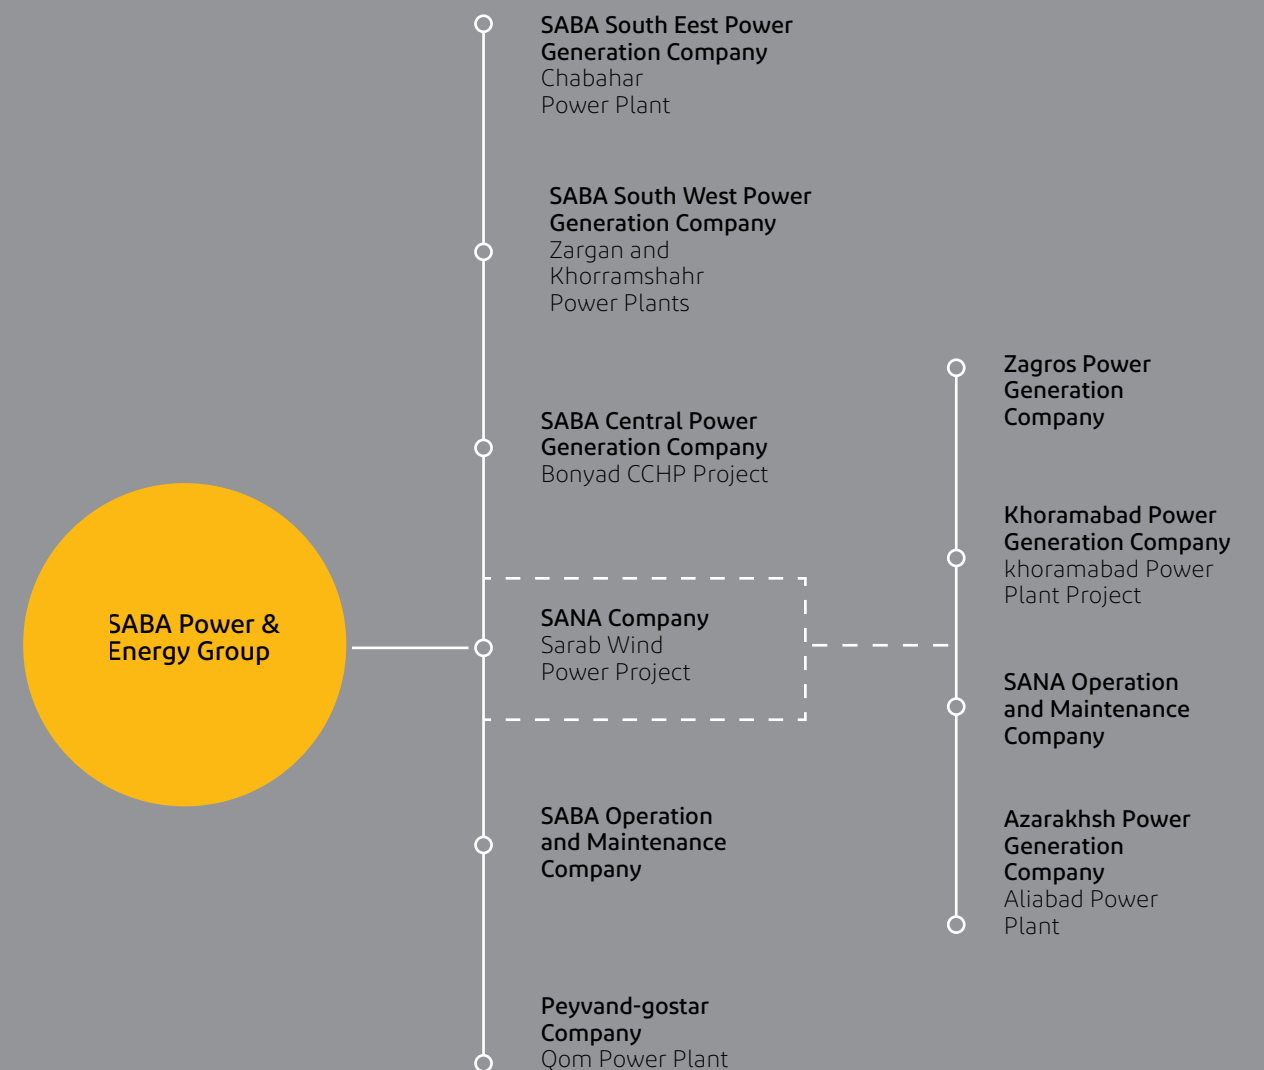 SABA Power &
Energy Group
SABA South Eest Power
Generation Company
Chabahar
Power Plant
SABA South West Power
Generation Company
Zargan and
Khorramshahr
Power Plants
SABA Central Power
Generation Company
Bonyad CCHP Project
SANA Company
Sarab Wind
Power Project
SABA Operation
and Maintenance
Company
Peyvand-gostar
Company
Qom Power Plant
Zagros Power
Generation
Company
Khoramabad Power
Generation Company
khoramabad Power
Plant Project
SANA Operation
and Maintenance
Company
Azarakhsh Power
Generation
Company
Aliabad Power
Plant